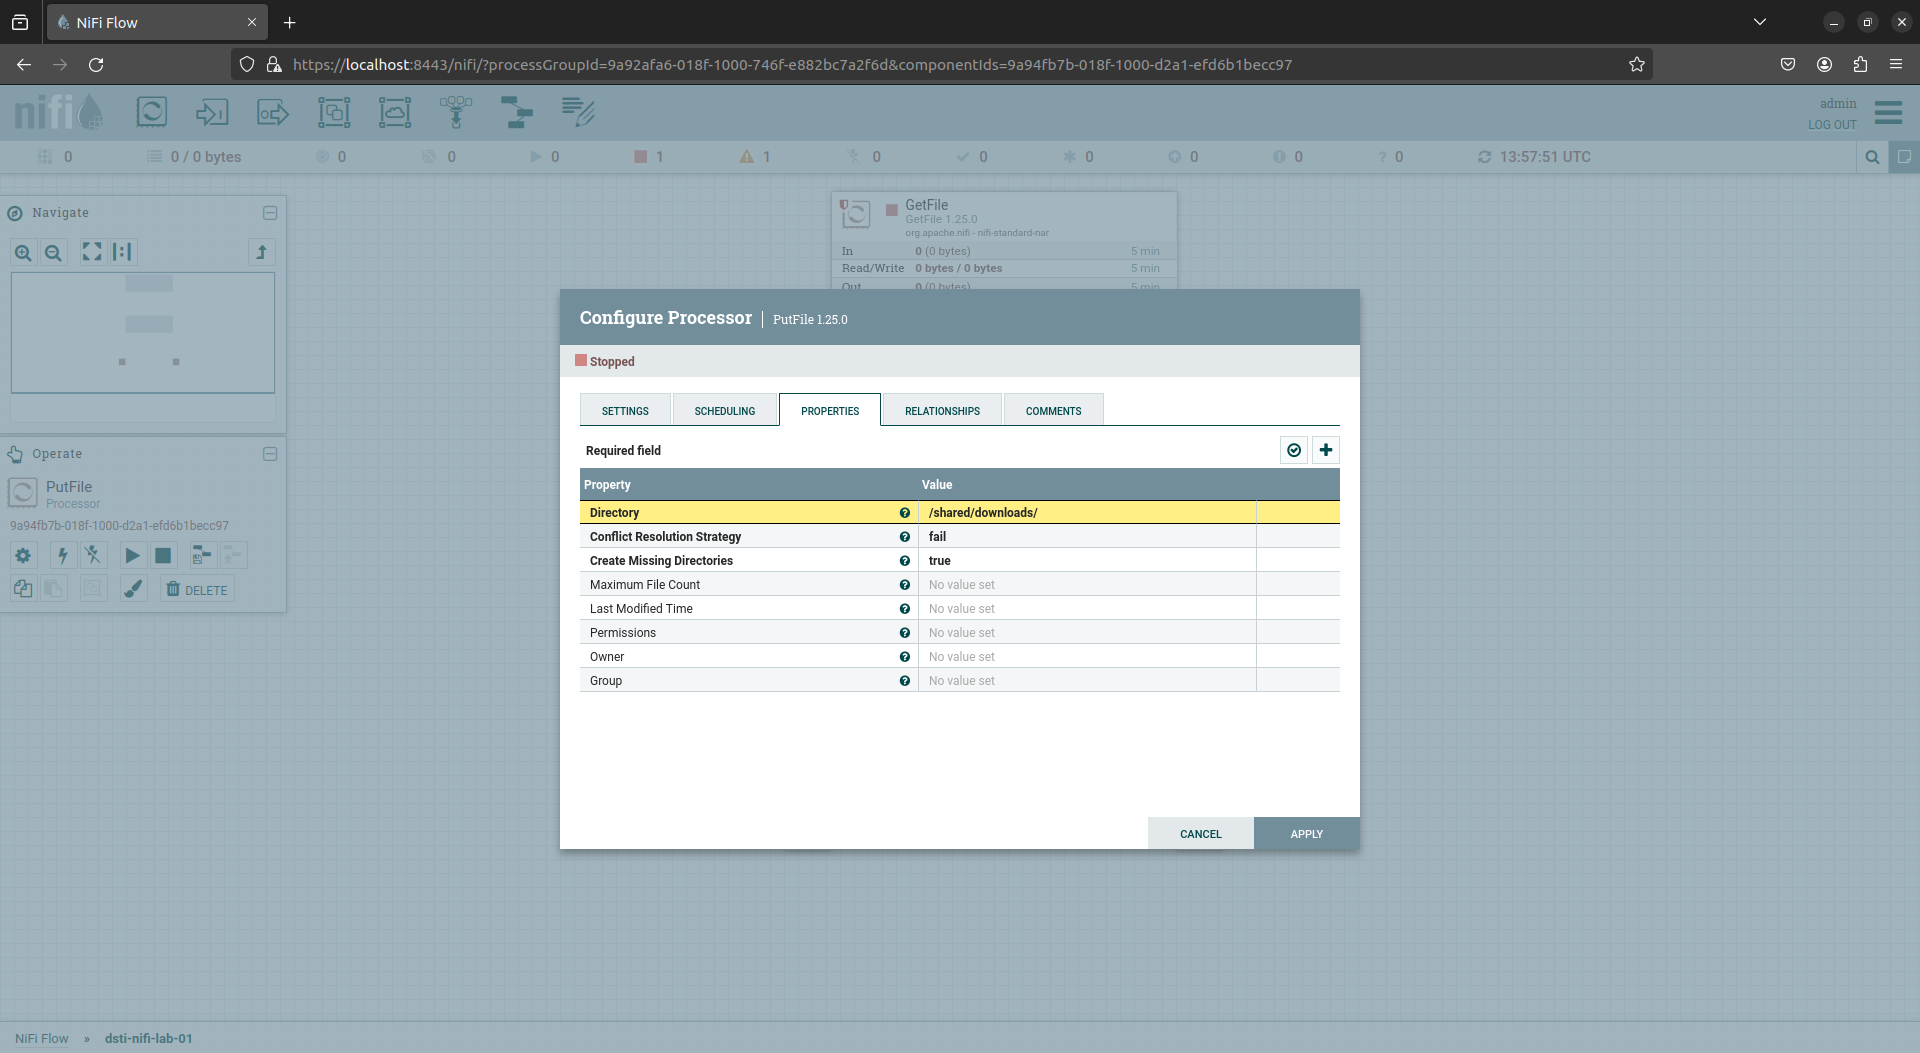 NiFi Flow
https://localhost:8443/nifi/?processGroupId=9a92afa6-018f-1000-746f-e882bc7a2f6d&componentIds=9a94fb7b-018f-1000-d2a1-efd6b1becc97
nifi
admin
LOG OUT
0 0 / 0 bytes 0 0 0 1 1 0 0 0 0 0 0 13:57:51 UTC
Navigate
GetFile
GetFile 1.25.0
org.apache.nifi - nifi-standard-nar
In 0 (0 bytes) 5 min
Read/Write 0 bytes / 0 bytes 5 min
Out 0 (0 bytes) 5 min
Operate
PutFile
Processor
9a94fb7b-018f-1000-d2a1-efd6b1becc97
DELETE
Configure Processor | PutFile 1.25.0
Stopped
SETTINGS SCHEDULING PROPERTIES RELATIONSHIPS COMMENTS
Required field
Property Value
Directory /shared/downloads/
Conflict Resolution Strategy fail
Create Missing Directories true
Maximum File Count No value set
Last Modified Time No value set
Permissions No value set
Owner No value set
Group No value set
CANCEL APPLY
NiFi Flow » dsti-nifi-lab-01